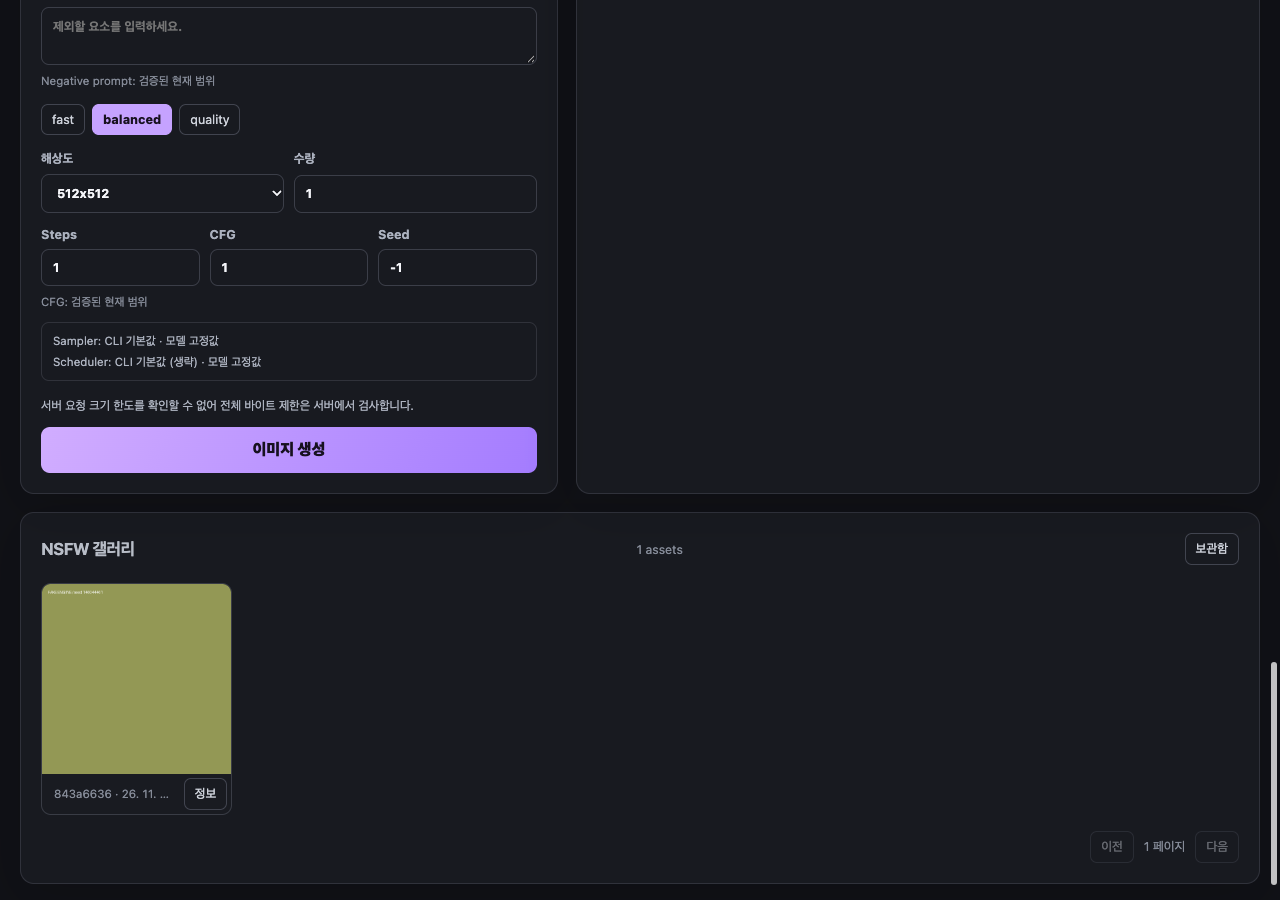 제외할 요소를 입력하세요.
Negative prompt: 검증된 현재 범위
fast balanced quality
해상도 수량
512x512 1
Steps CFG Seed
1 1 -1
CFG: 검증된 현재 범위
Sampler: CLI 기본값 · 모델 고정값
Scheduler: CLI 기본값 (생략) · 모델 고정값
서버 요청 크기 한도를 확인할 수 없어 전체 바이트 제한은 서버에서 검사합니다.
이미지 생성
NSFW 갤러리 1 assets 보관함
843a6636 · 26. 11. ... 정보
이전 1 페이지 다음